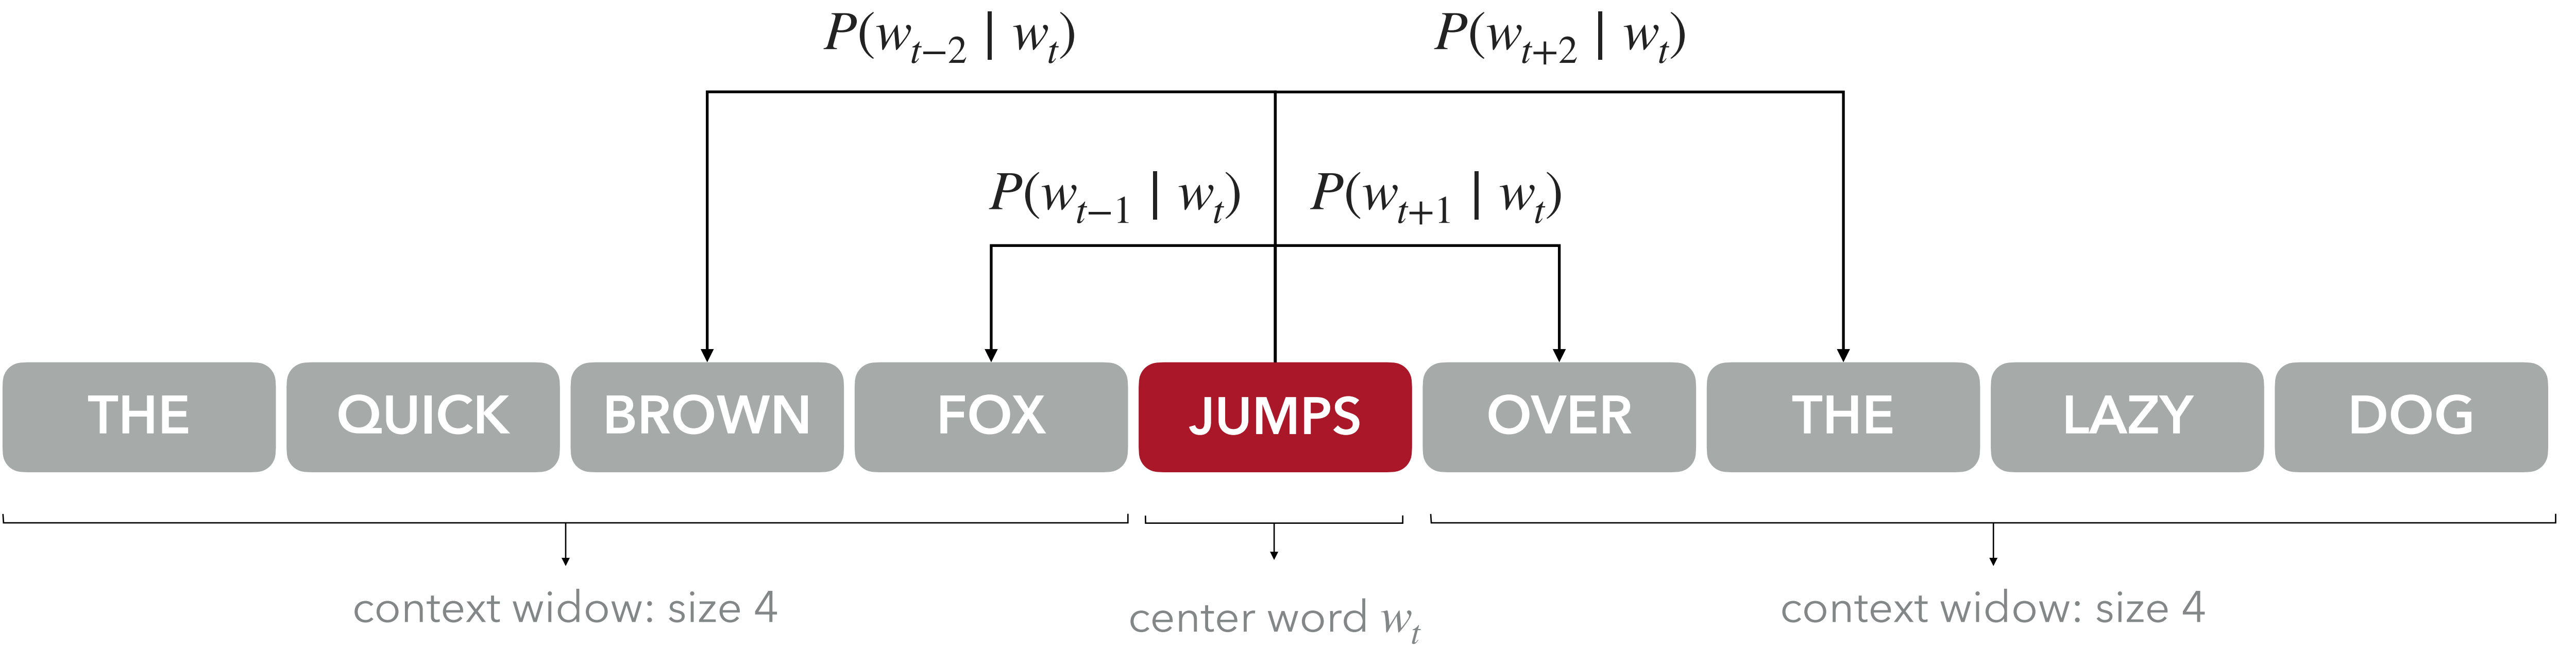 P(w_{t−2} | w_t) P(w_{t+2} | w_t)
P(w_{t−1} | w_t) P(w_{t+1} | w_t)
THE QUICK BROWN FOX JUMPS OVER THE LAZY DOG
context widow: size 4 center word w_t context widow: size 4